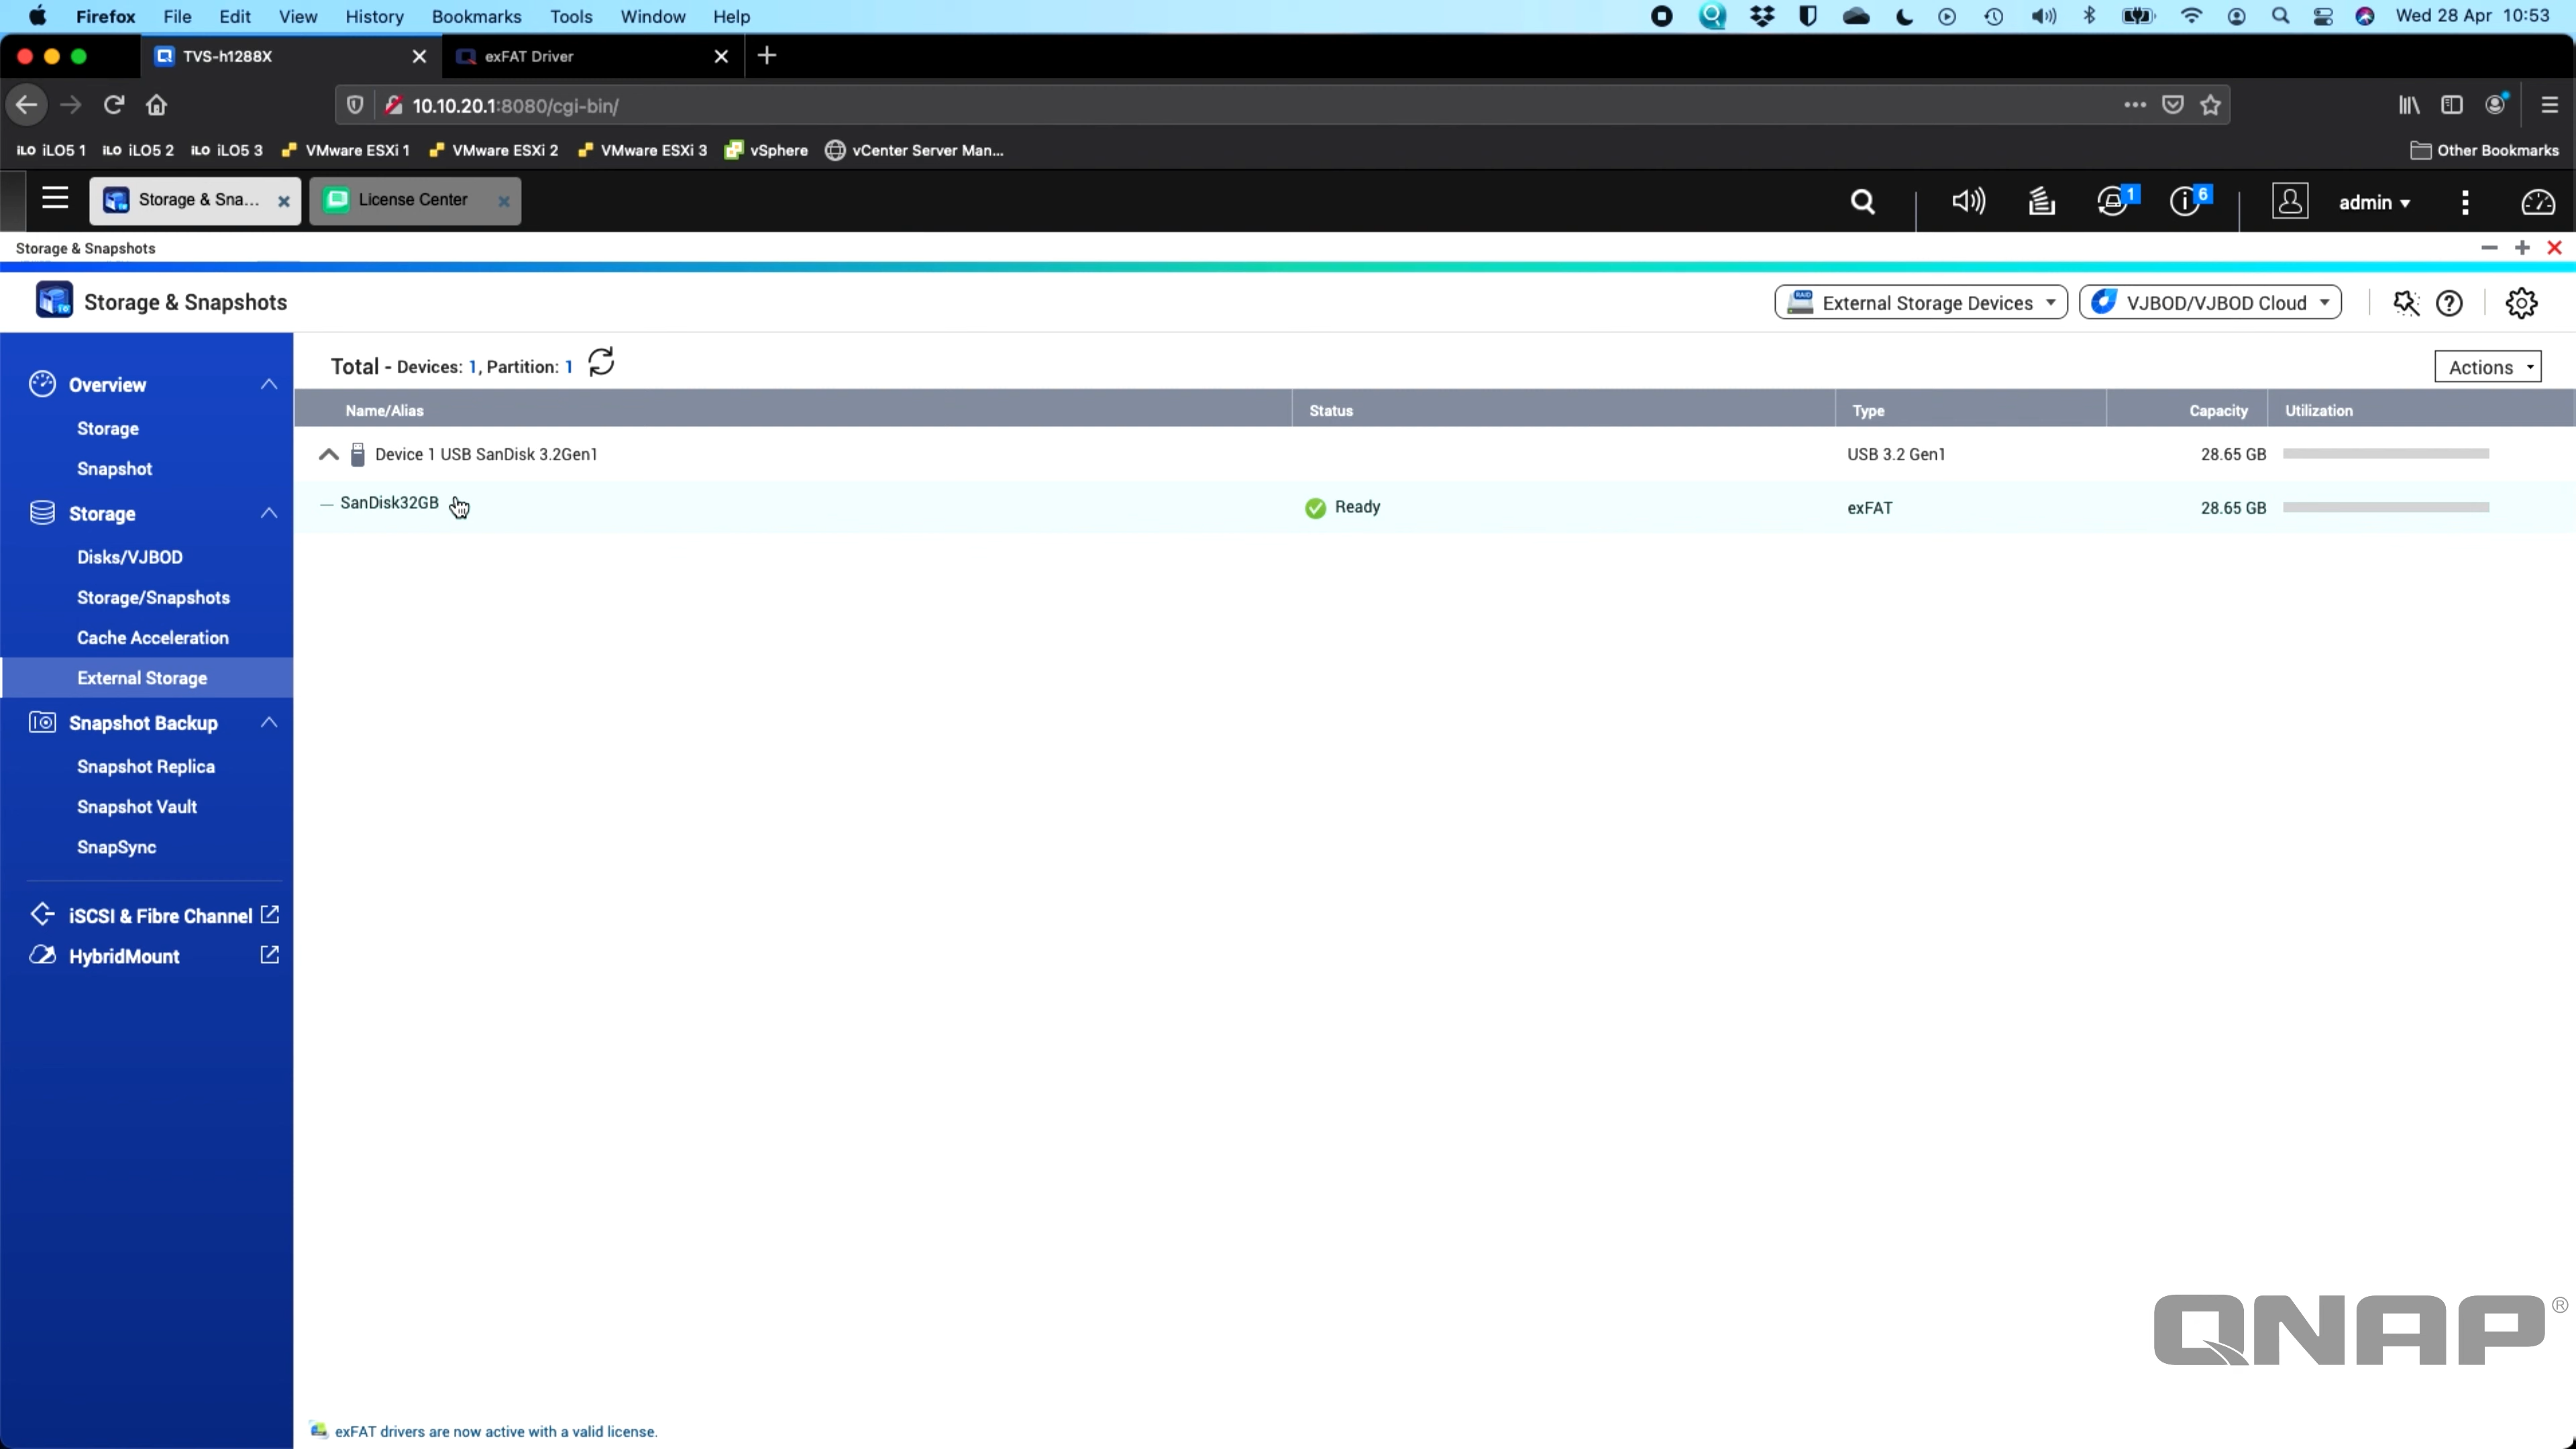 Firefox File Edit View History Bookmarks Tools Window Help Wed 28 Apr 10:53
TVS-h1288X exFAT Driver
10.10.20.1:8080/cgi-bin/
iLO iLO5 1 iLO iLO5 2 iLO iLO5 3 VMware ESXi 1 VMware ESXi 2 VMware ESXi 3 vSphere vCenter Server Man... Other Bookmarks
Storage & Sna... License Center 1 6 admin
Storage & Snapshots
Storage & Snapshots RAID External Storage Devices VJBOD/VJBOD Cloud
Total - Devices: 1, Partition: 1 Actions
Name/Alias Status Type Capacity Utilization
Device 1 USB SanDisk 3.2Gen1 USB 3.2 Gen1 28.65 GB
SanDisk32GB Ready exFAT 28.65 GB
Overview
Storage
Snapshot
Storage
Disks/VJBOD
Storage/Snapshots
Cache Acceleration
External Storage
Snapshot Backup
Snapshot Replica
Snapshot Vault
SnapSync
iSCSI & Fibre Channel
HybridMount
QNAP®
exFAT drivers are now active with a valid license.